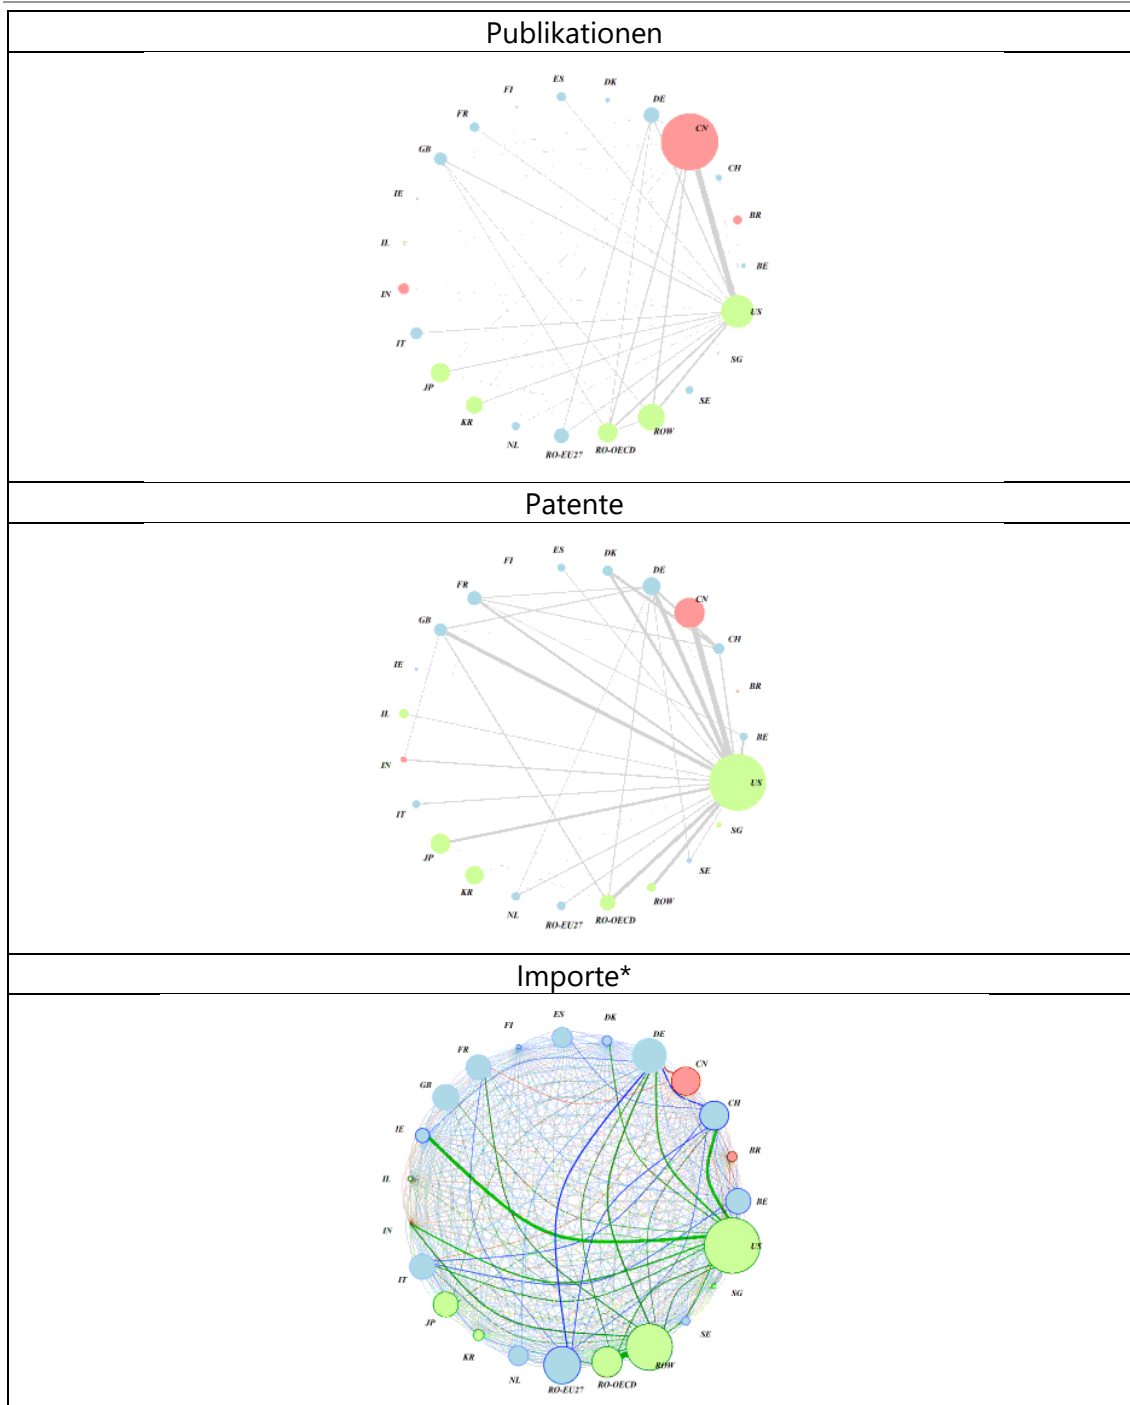 Publikationen
ES
DK
FI
DE
FR
CN
GB
CH
IE
BR
IL
BE
IN
US
IT
SG
JP
SE
KR
ROW
NL
RO-EU27
RO-OECD
Patente
ES
DK
FI
DE
FR
CN
GB
CH
IE
BR
IL
BE
IN
US
IT
SG
JP
SE
KR
ROW
NL
RO-EU27
RO-OECD
Importe*
ES
DK
FI
DE
FR
CN
GB
CH
IE
BR
IL
BE
IN
US
IT
SG
JP
SE
KR
ROW
NL
RO-EU27
RO-OECD